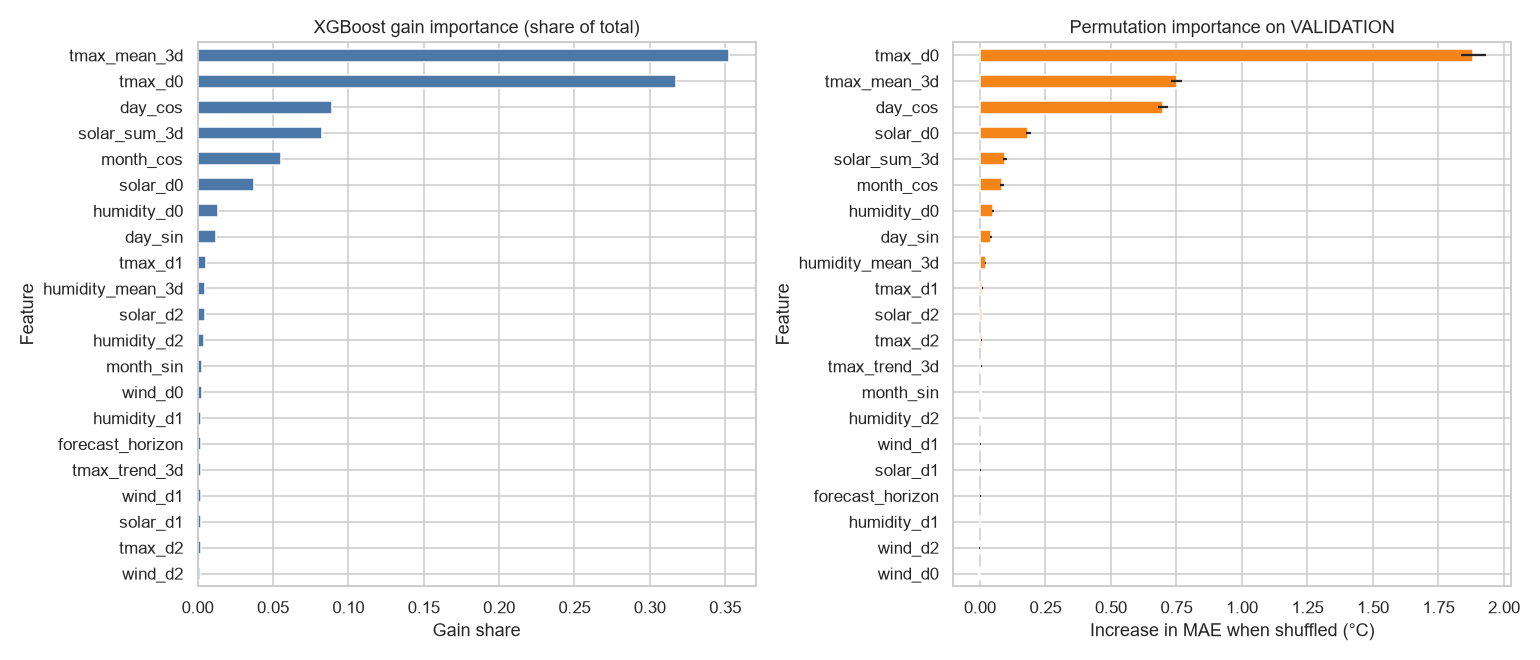 XGBoost gain importance (share of total)
Feature
tmax_mean_3d
tmax_d0
day_cos
solar_sum_3d
month_cos
solar_d0
humidity_d0
day_sin
tmax_d1
humidity_mean_3d
solar_d2
humidity_d2
month_sin
wind_d0
humidity_d1
forecast_horizon
tmax_trend_3d
wind_d1
solar_d1
tmax_d2
wind_d2
0.00 0.05 0.10 0.15 0.20 0.25 0.30 0.35
Gain share
Permutation importance on VALIDATION
Feature
tmax_d0
tmax_mean_3d
day_cos
solar_d0
solar_sum_3d
month_cos
humidity_d0
day_sin
humidity_mean_3d
tmax_d1
solar_d2
tmax_d2
tmax_trend_3d
month_sin
humidity_d2
wind_d1
solar_d1
forecast_horizon
humidity_d1
wind_d2
wind_d0
0.00 0.25 0.50 0.75 1.00 1.25 1.50 1.75 2.00
Increase in MAE when shuffled (°C)